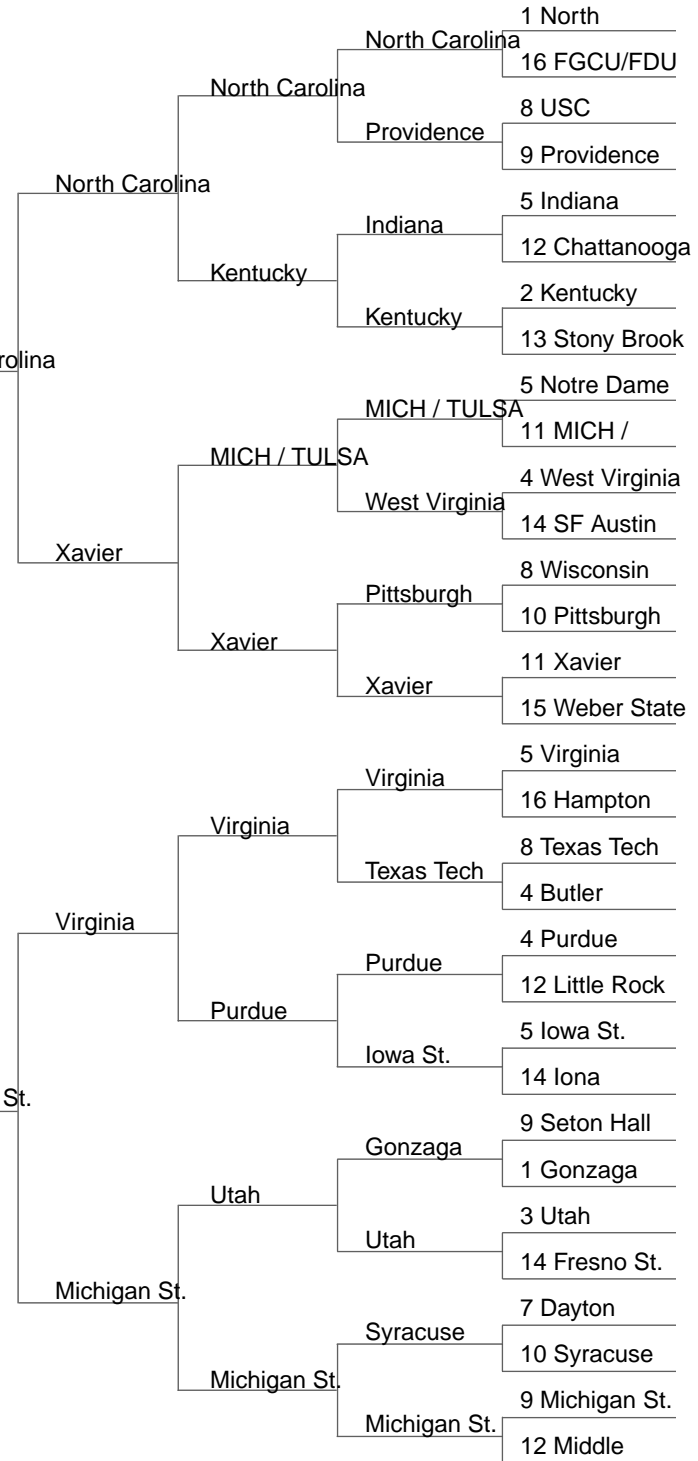 1 North
North Carolina
16 FGCU/FDU
North Carolina
8 USC
Providence
9 Providence
North Carolina
5 Indiana
Indiana
12 Chattanooga
Kentucky
2 Kentucky
Kentucky
13 Stony Brook
rolina
5 Notre Dame
MICH / TULSA
11 MICH /
MICH / TULSA
4 West Virginia
West Virginia
14 SF Austin
Xavier
8 Wisconsin
Pittsburgh
10 Pittsburgh
Xavier
11 Xavier
Xavier
15 Weber State
5 Virginia
Virginia
16 Hampton
Virginia
8 Texas Tech
Texas Tech
4 Butler
Virginia
4 Purdue
Purdue
12 Little Rock
Purdue
5 Iowa St.
Iowa St.
14 Iona
St.
9 Seton Hall
Gonzaga
1 Gonzaga
Utah
3 Utah
Utah
14 Fresno St.
Michigan St.
7 Dayton
Syracuse
10 Syracuse
Michigan St.
9 Michigan St.
Michigan St.
12 Middle